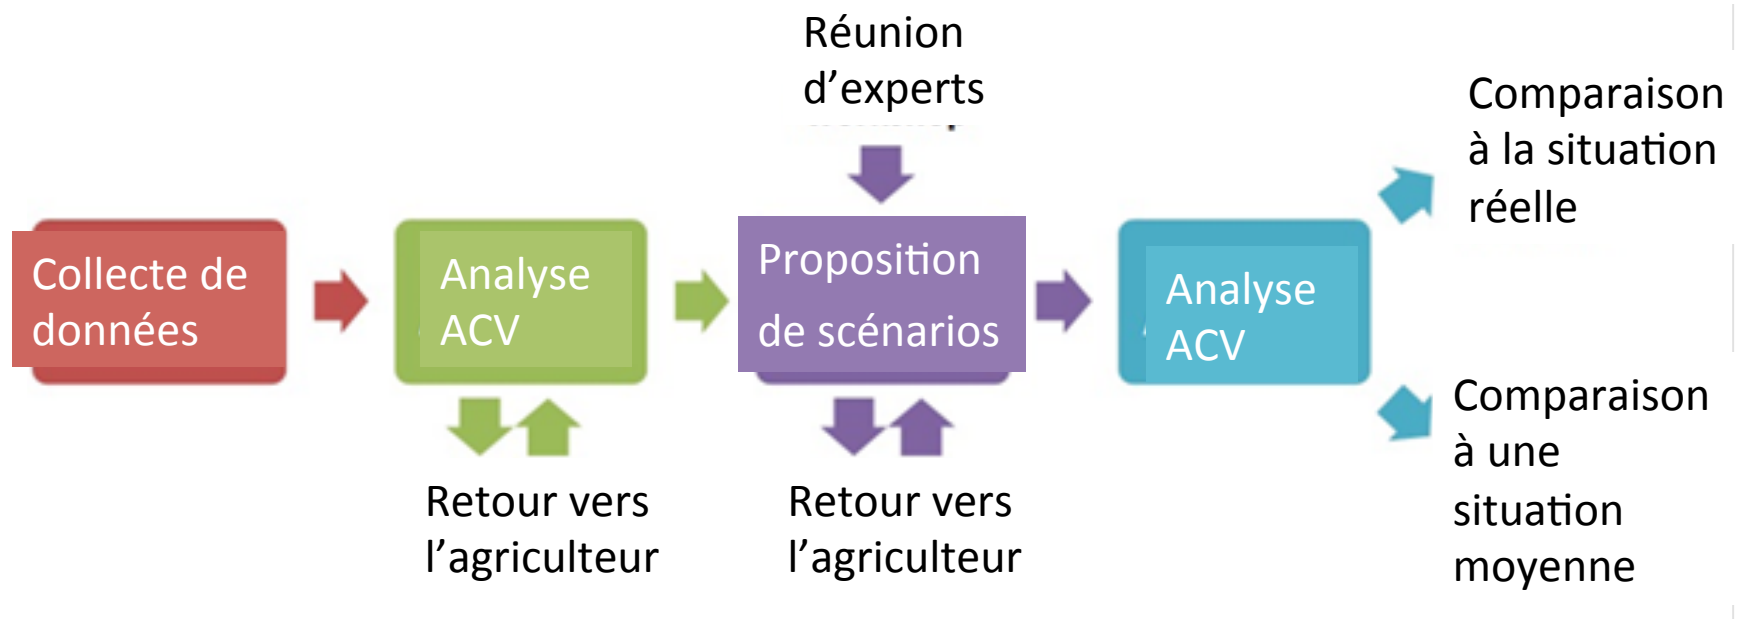 Réunion
d’experts
Comparaison
à la situation
réelle
Collecte de
données
Analyse
ACV
Proposition
de scénarios
Analyse
ACV
Retour vers
l’agriculteur
Retour vers
l’agriculteur
Comparaison
à une
situation
moyenne